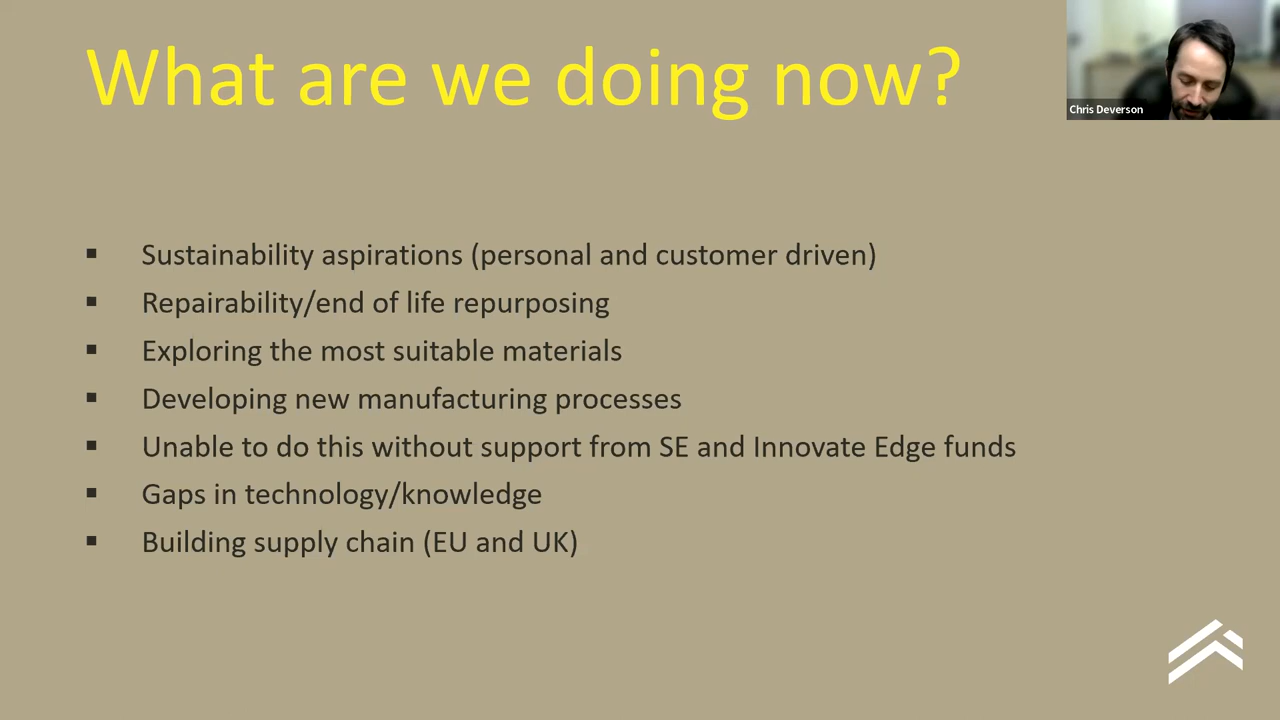 What are we doing now?
Chris Deverson
▪ Sustainability aspirations (personal and customer driven)
▪ Repairability/end of life repurposing
▪ Exploring the most suitable materials
▪ Developing new manufacturing processes
▪ Unable to do this without support from SE and Innovate Edge funds
▪ Gaps in technology/knowledge
▪ Building supply chain (EU and UK)